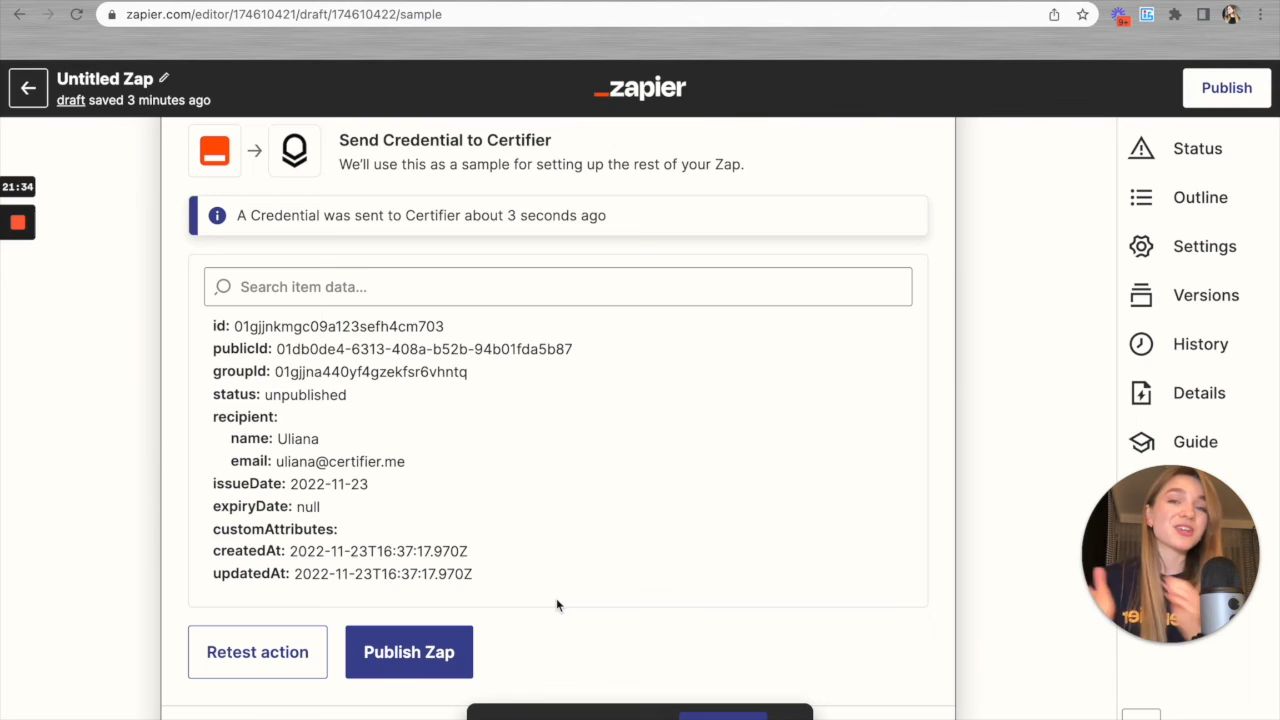 zapier.com/editor/174610421/draft/174610422/sample
9+
Untitled Zap
draft saved 3 minutes ago
_zapier
Publish
Send Credential to Certifier
We'll use this as a sample for setting up the rest of your Zap.
21:34
A Credential was sent to Certifier about 3 seconds ago
Search item data...
id: 01gjjnkmgc09a123sefh4cm703
publicId: 01db0de4-6313-408a-b52b-94b01fda5b87
groupId: 01gjjna440yf4gzekfsr6vhntq
status: unpublished
recipient:
name: Uliana
email: uliana@certifier.me
issueDate: 2022-11-23
expiryDate: null
customAttributes:
createdAt: 2022-11-23T16:37:17.970Z
updatedAt: 2022-11-23T16:37:17.970Z
Retest action
Publish Zap
Status
Outline
Settings
Versions
History
Details
Guide